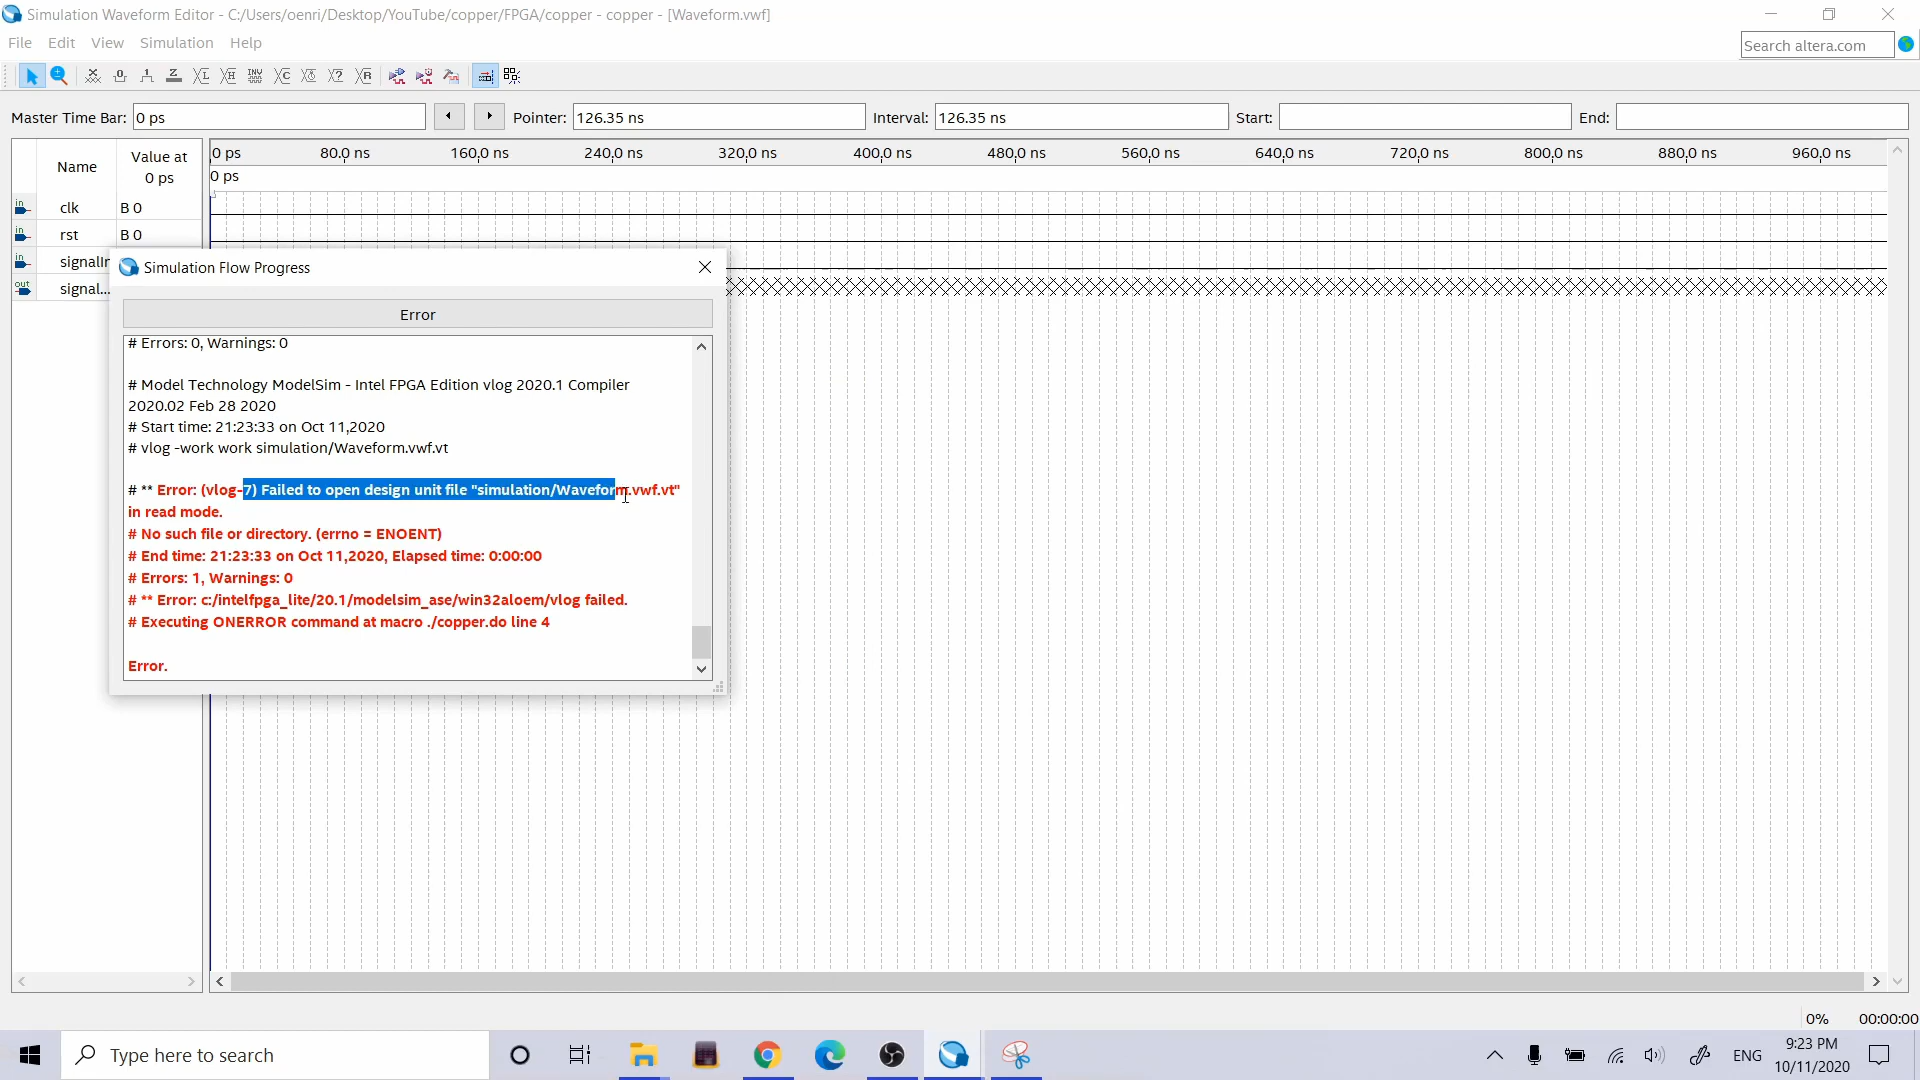 Simulation Waveform Editor - C:/Users/oenri/Desktop/YouTube/copper/FPGA/copper - copper - [Waveform.vwf]
File Edit View Simulation Help
Search altera.com
Master Time Bar: 0 ps Pointer: 126.35 ns Interval: 126.35 ns Start: End:
Name Value at 0 ps
0 ps 80.0 ns 160.0 ns 240.0 ns 320.0 ns 400.0 ns 480.0 ns 560.0 ns 640.0 ns 720.0 ns 800.0 ns 880.0 ns 960.0 ns
0 ps
in clk B 0
in rst B 0
in signalIn
out signal...
Simulation Flow Progress
Error
# Errors: 0, Warnings: 0
# Model Technology ModelSim - Intel FPGA Edition vlog 2020.1 Compiler
2020.02 Feb 28 2020
# Start time: 21:23:33 on Oct 11,2020
# vlog -work work simulation/Waveform.vwf.vt
# ** Error: (vlog-7) Failed to open design unit file "simulation/Waveform.vwf.vt"
in read mode.
# No such file or directory. (errno = ENOENT)
# End time: 21:23:33 on Oct 11,2020, Elapsed time: 0:00:00
# Errors: 1, Warnings: 0
# ** Error: c:/intelfpga_lite/20.1/modelsim_ase/win32aloem/vlog failed.
# Executing ONERROR command at macro ./copper.do line 4
Error.
0% 00:00:00
Type here to search
ENG
9:23 PM
10/11/2020